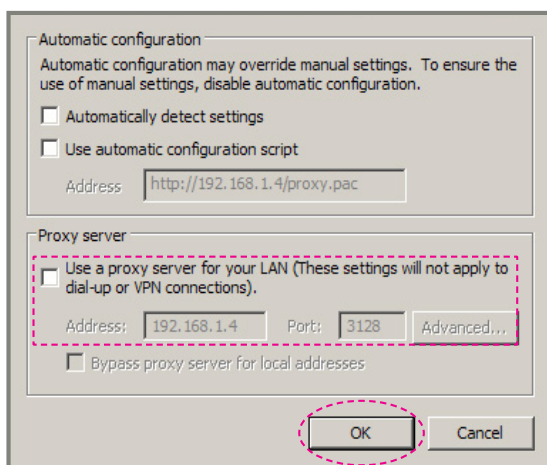 Automatic configuration
Automatic configuration may override manual settings. To ensure the
use of manual settings, disable automatic configuration.
Automatically detect settings
Use automatic configuration script
Address http://192.168.1.4/proxy.pac
Proxy server
Use a proxy server for your LAN (These settings will not apply to
dial-up or VPN connections).
Address: 192.168.1.4 Port: 3128 Advanced...
Bypass proxy server for local addresses
OK Cancel